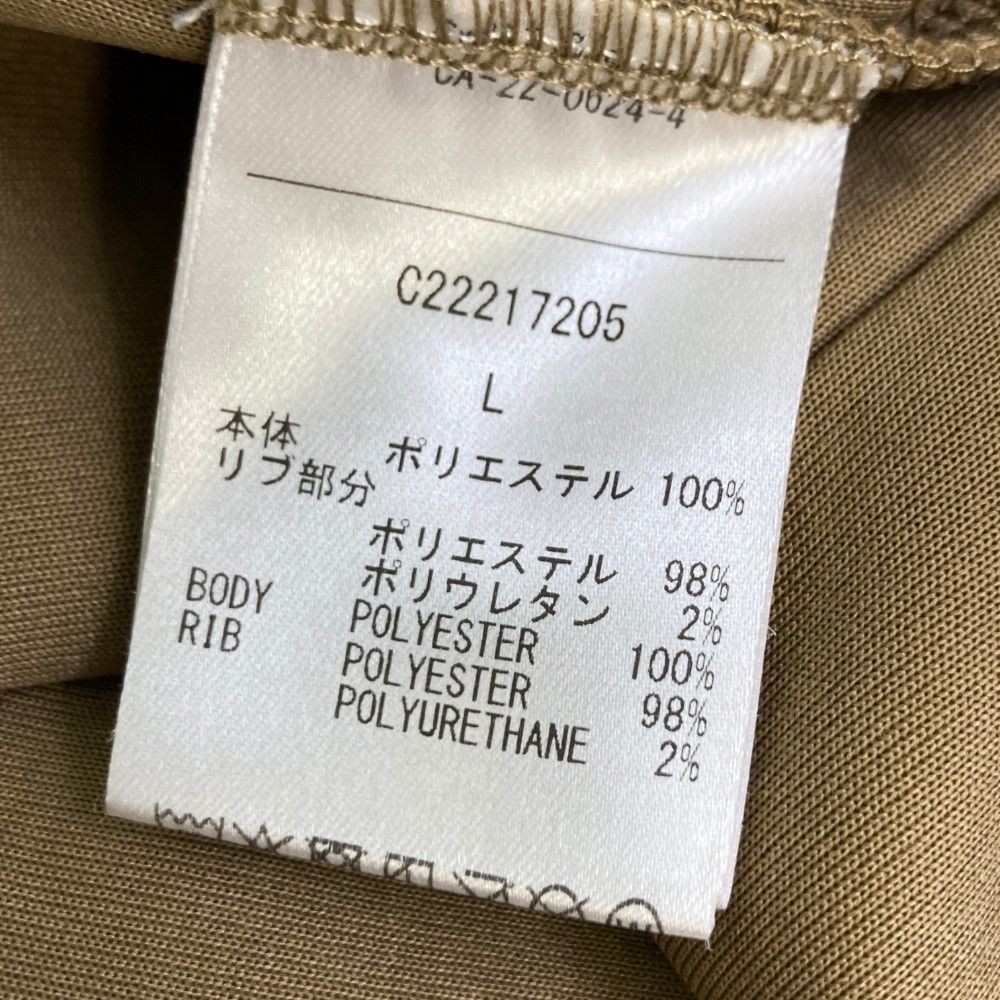 CA-22-0624-4
C22217205
L
本体 ポリエステル 100%
リブ部分
ポリエステル 98%
ポリウレタン 2%
BODY POLYESTER 100%
RIB POLYESTER 98%
POLYURETHANE 2%